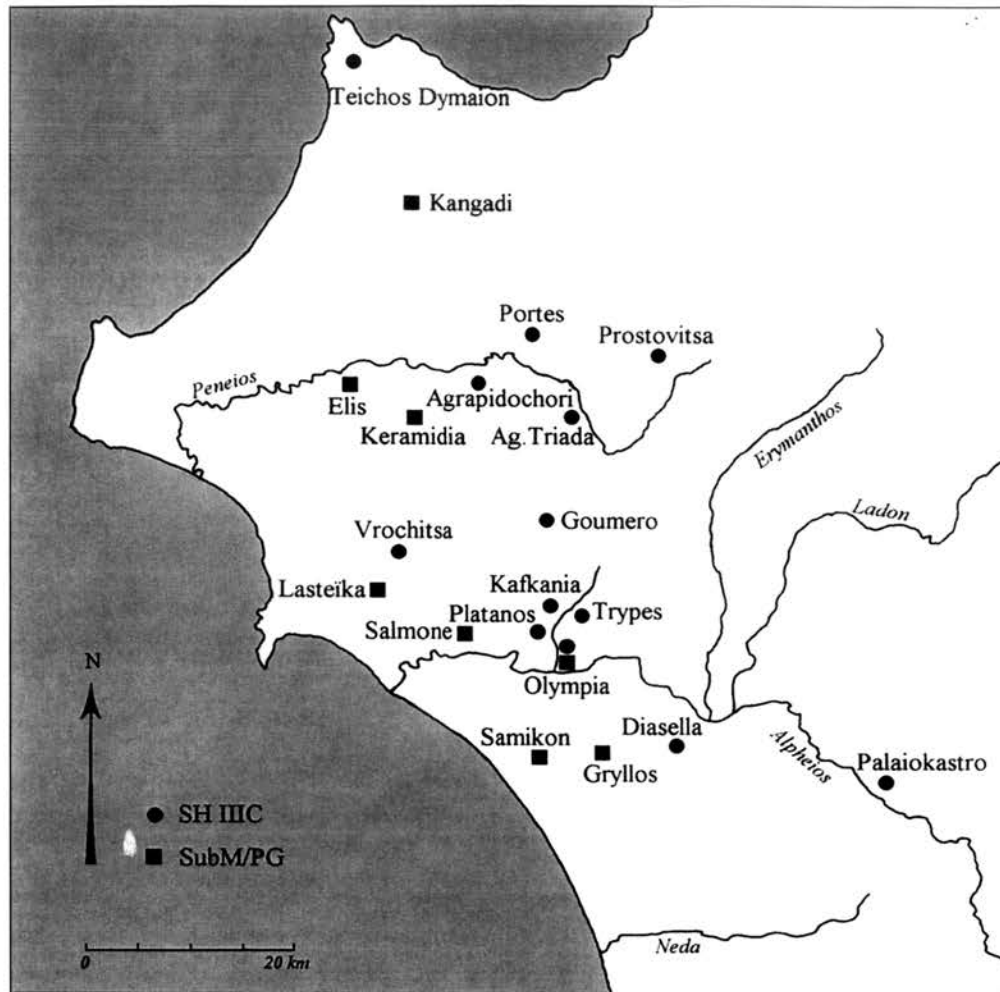 Teichos Dymaion
Kangadi
Portes
Prostovitsa
Peneios
Elis
Agrapidochori
Keramidia
Ag.Triada
Erymanthos
Ladon
Goumero
Vrochitsa
Lasteïka
Kafkania
Platanos
Trypes
Salmone
Olympia
N
Samikon
Gryllos
Diasella
Alpheios
Palaiokastro
SH IIIC
SubM/PG
Neda
0 20 km